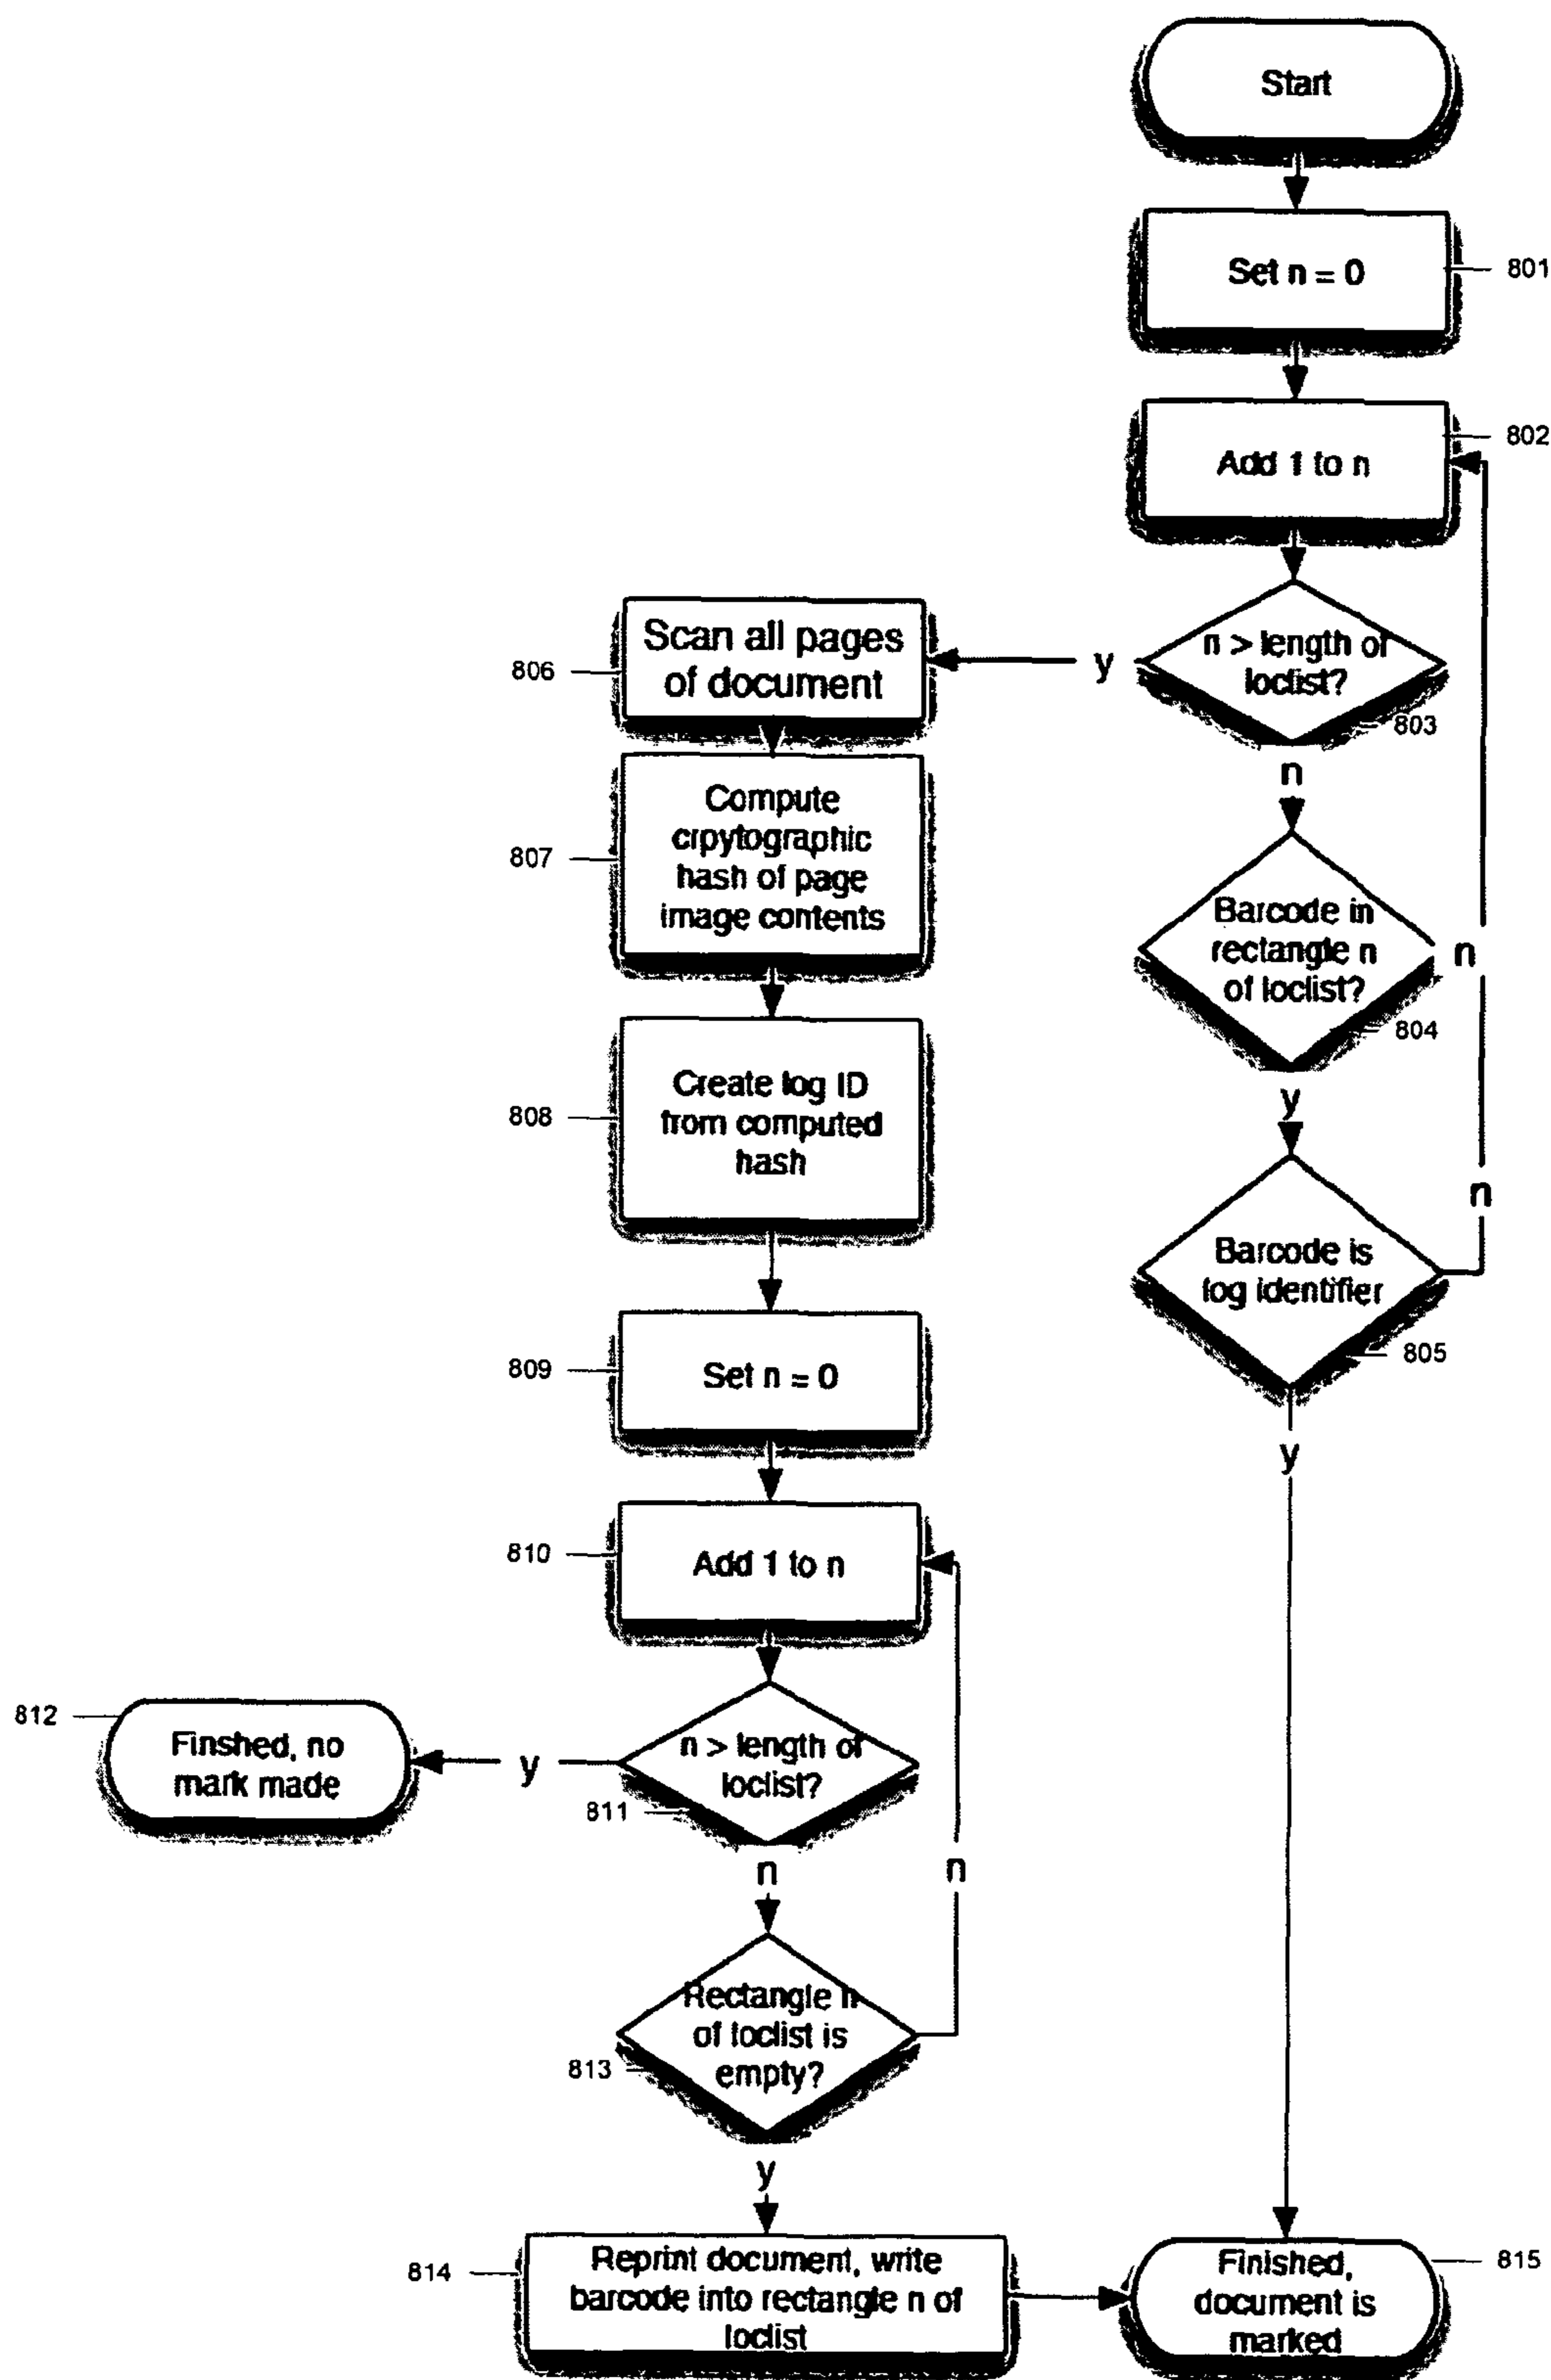 Start
Set n = 0
801
802
Add 1 to n
n > length of
loclist?
803
y
n
Scan all pages
of document
806
Compute
crpytographic
hash of page
image contents
807
Barcode in
rectangle n
of loclist?
804
n
y
Create log ID
from computed
hash
808
Barcode is
log identifier
805
n
y
Set n = 0
809
Add 1 to n
810
n > length of
loclist?
811
y
Finshed, no
mark made
812
n
n
Rectangle n
of loclist is
empty?
813
y
Reprint document, write
barcode into rectangle n of
loclist
814
Finished,
document is
marked
815